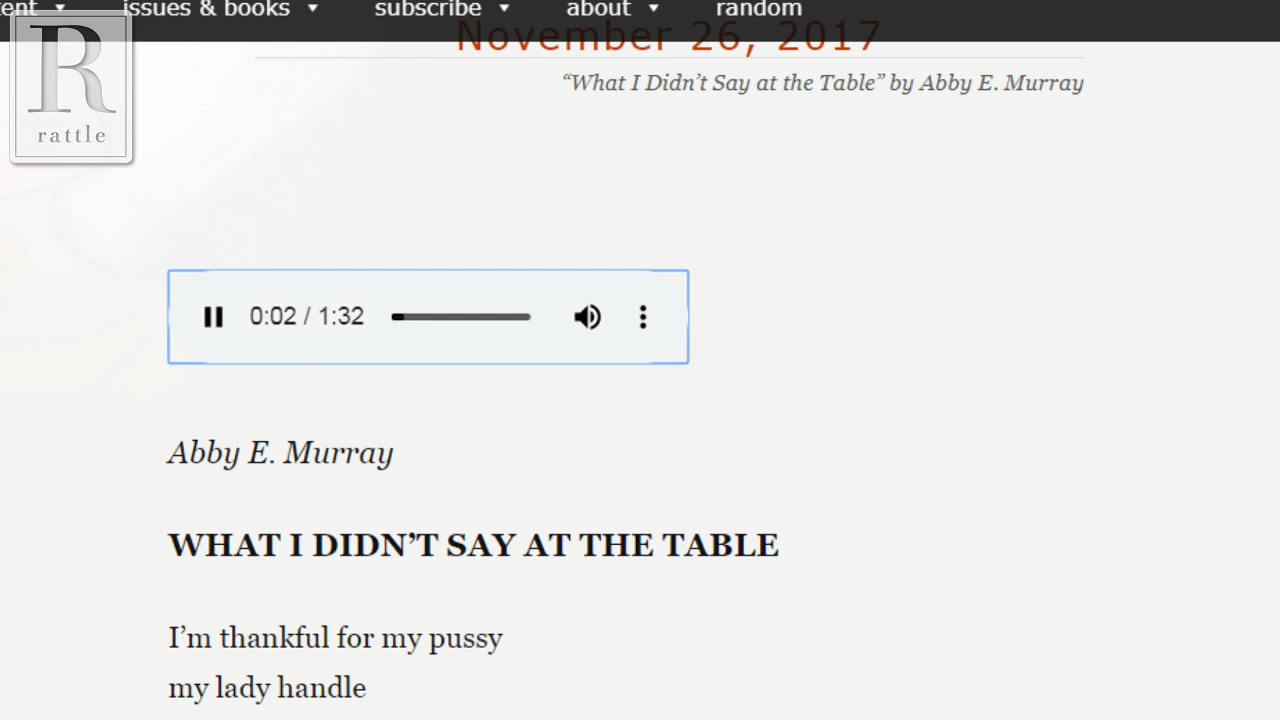 issues & books
subscribe
about
random
November 26, 2017
R
rattle
“What I Didn’t Say at the Table” by Abby E. Murray
0:02 / 1:32
Abby E. Murray
WHAT I DIDN’T SAY AT THE TABLE
I’m thankful for my pussy
my lady handle